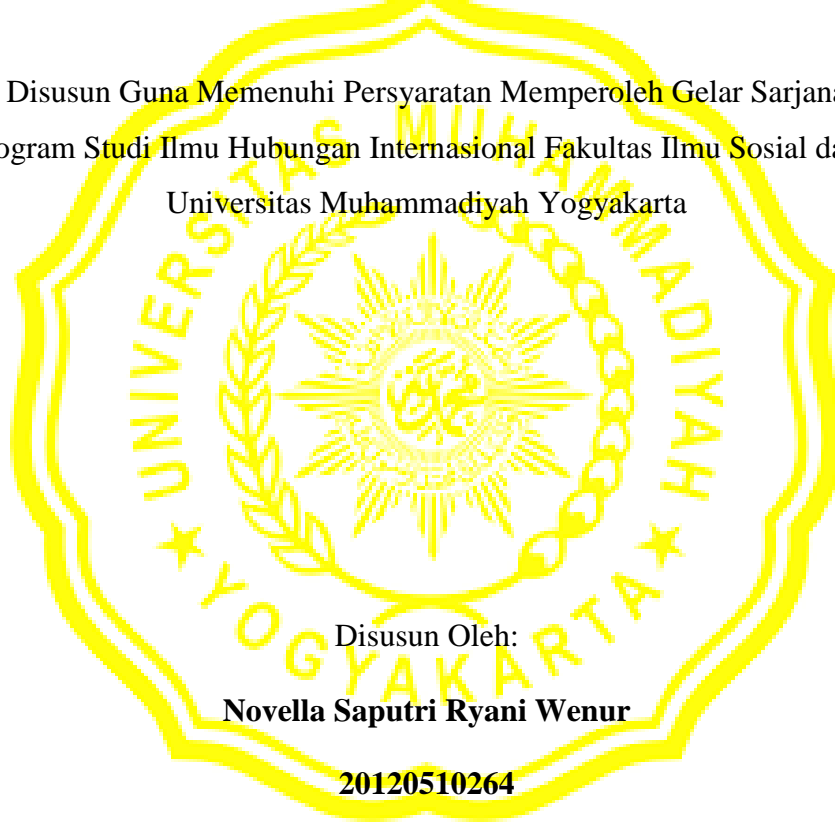 Disusun Guna Memenuhi Persyaratan Memperoleh Gelar Sarjana
ogram Studi Ilmu Hubungan Internasional Fakultas Ilmu Sosial da
Universitas Muhammadiyah Yogyakarta
UNIVERSITAS MUHAMMADIYAH
★ YOGYAKARTA ★
Disusun Oleh:
Novella Saputri Ryani Wenur
20120510264